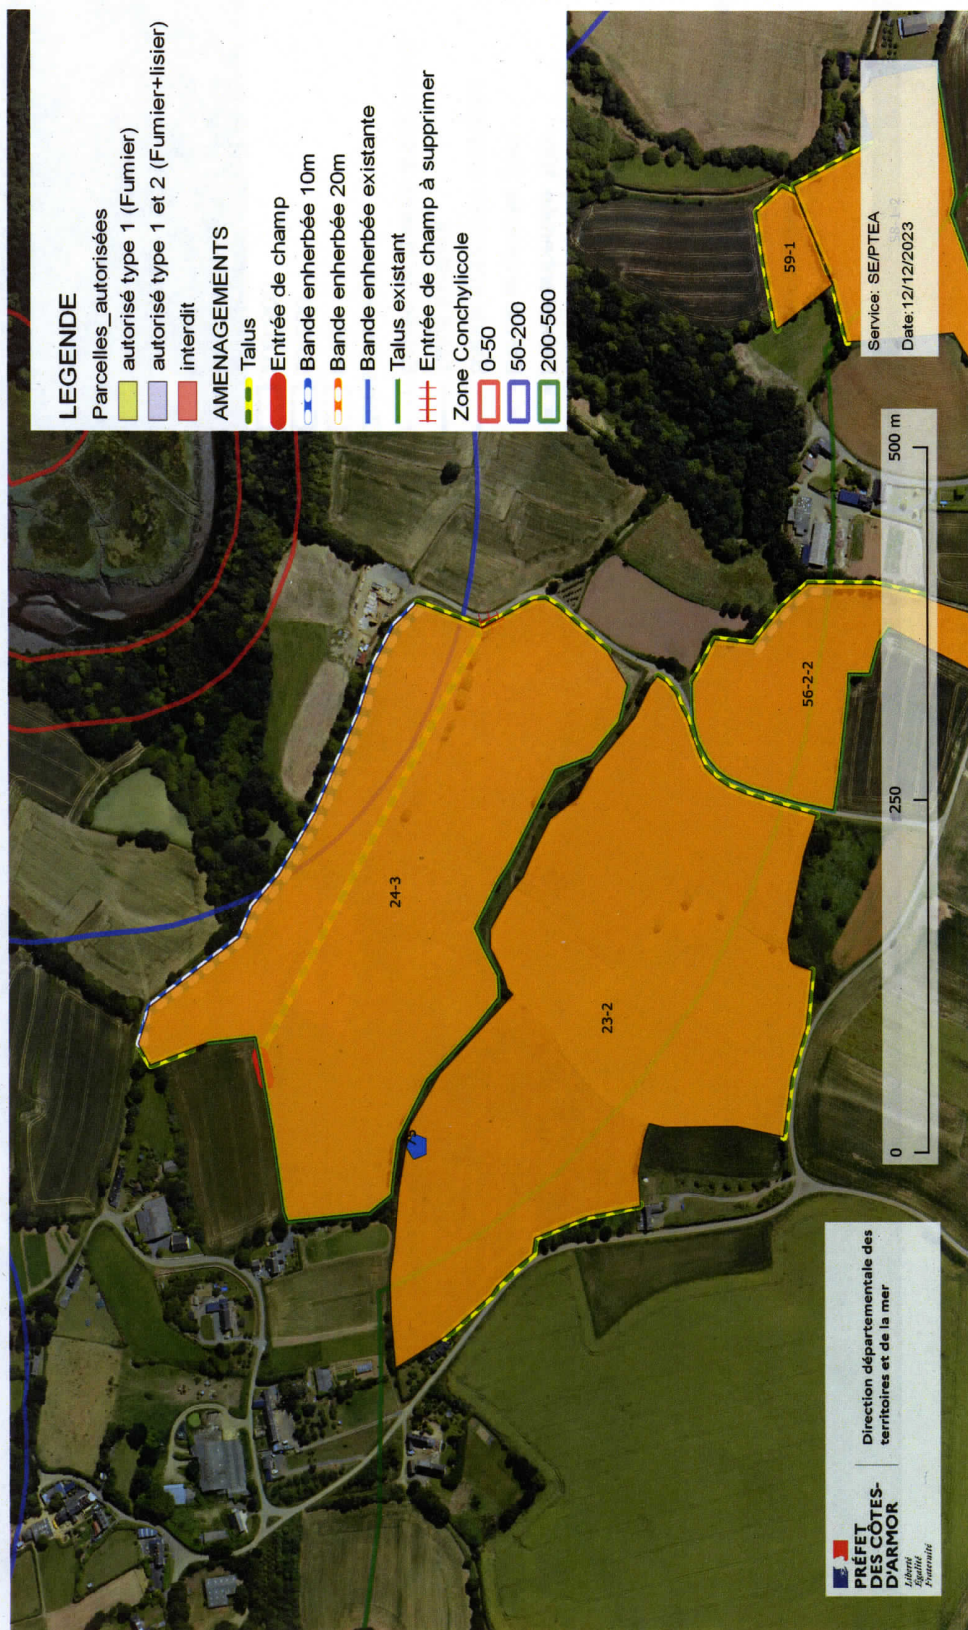 LEGENDE
Parcelles_autorisées
autorisé type 1 (Fumier)
autorisé type 1 et 2 (Fumier+lisier)
interdit
AMENAGEMENTS
Talus
Entrée de champ
Bande enherbée 10m
Bande enherbée 20m
Bande enherbée existante
Talus existant
Entrée de champ à supprimer
Zone Conchylicole
0-50
50-200
200-500
24-3
23-2
56-2-2
59-1
58-1-2
Service: SE/PTEA
Date:12/12/2023
0
250
500 m
PRÉFET
DES CÔTES-
D'ARMOR
Liberté
Égalité
Fraternité
Direction départementale des
territoires et de la mer